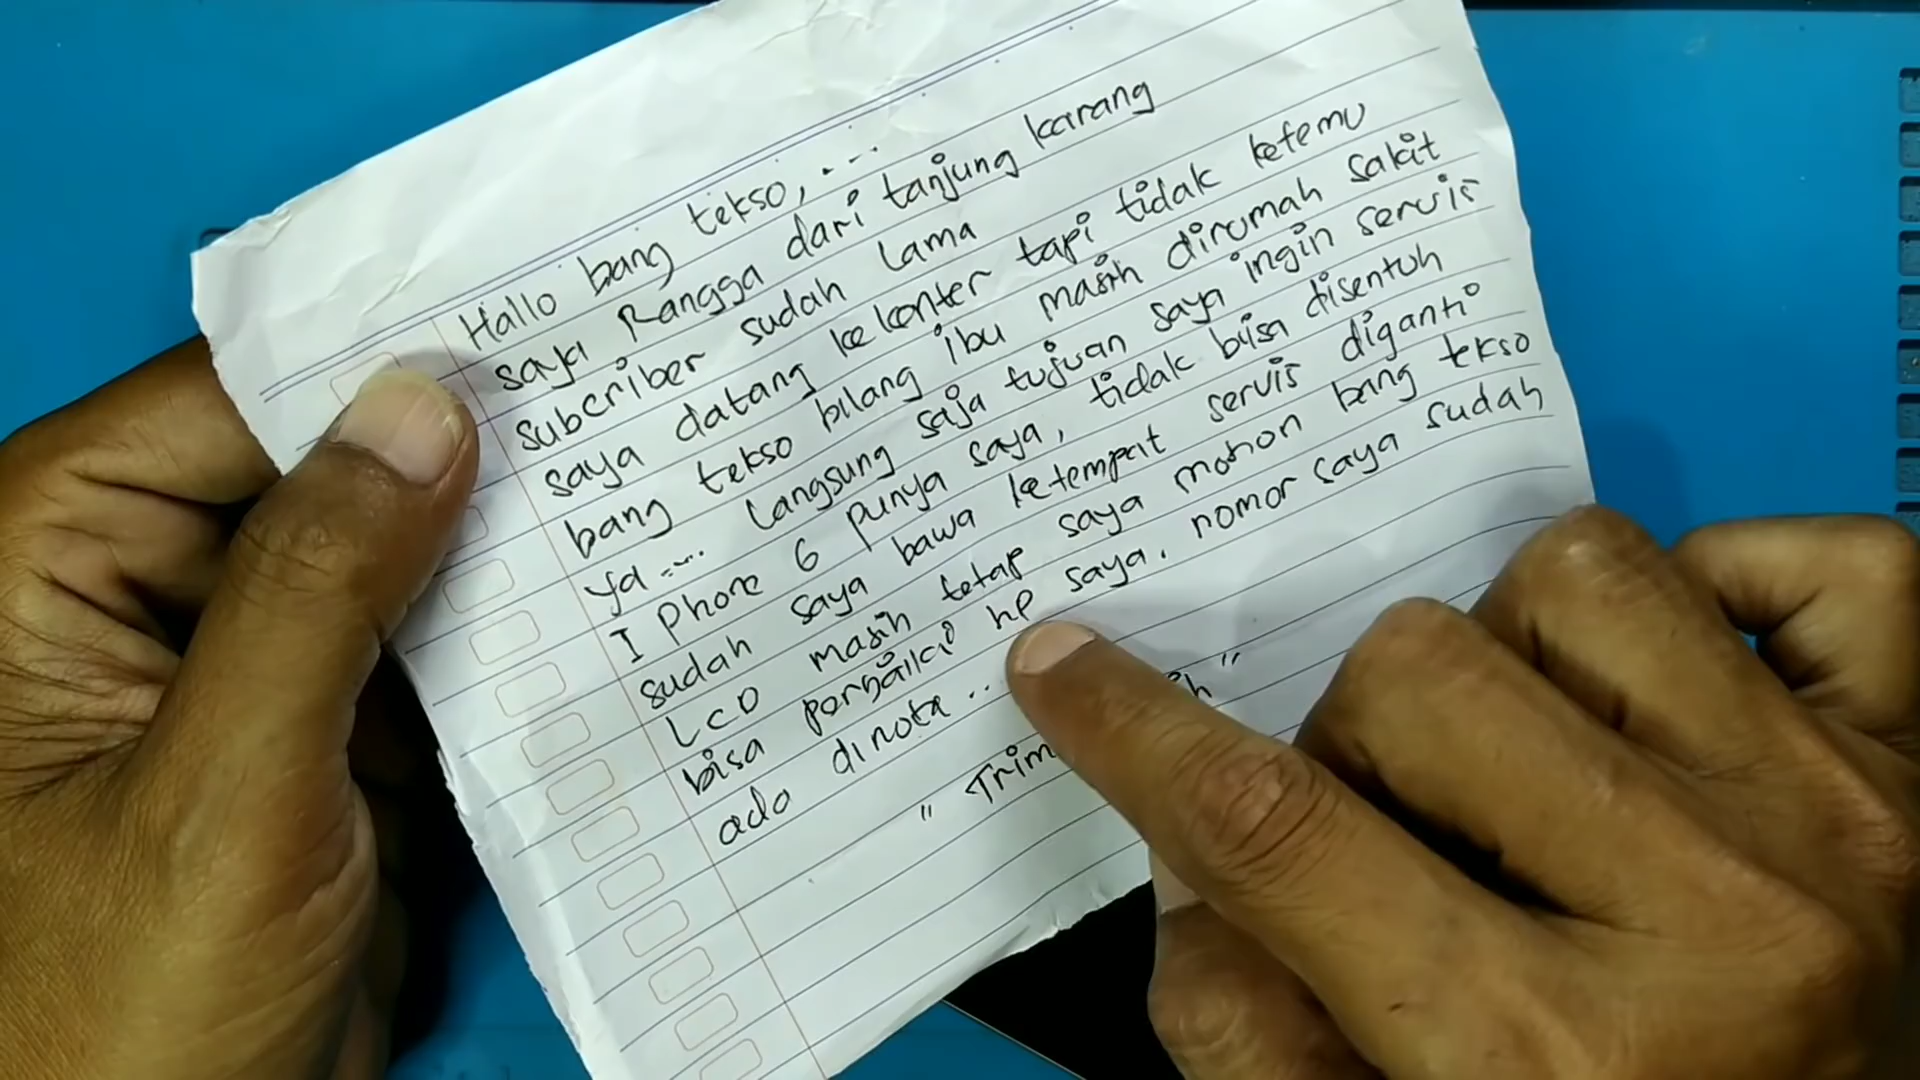 Hallo bang tekso, ...
saya Rangga dari tanjung karang
subcriber sudah lama
saya datang ke konter tapi tidak ketemu
bang tekso bilang ibu masih dirumah sakit
ya .... langsung saja tujuan saya ingin servis
I Phone 6 punya saya, tidak bisa disentuh
sudah saya bawa ketempat servis diganti
LCD masih tetap saya mohon bang tekso
bisa perbaiki hp saya. nomor saya sudah
ada dinota ..
" Trim ih "